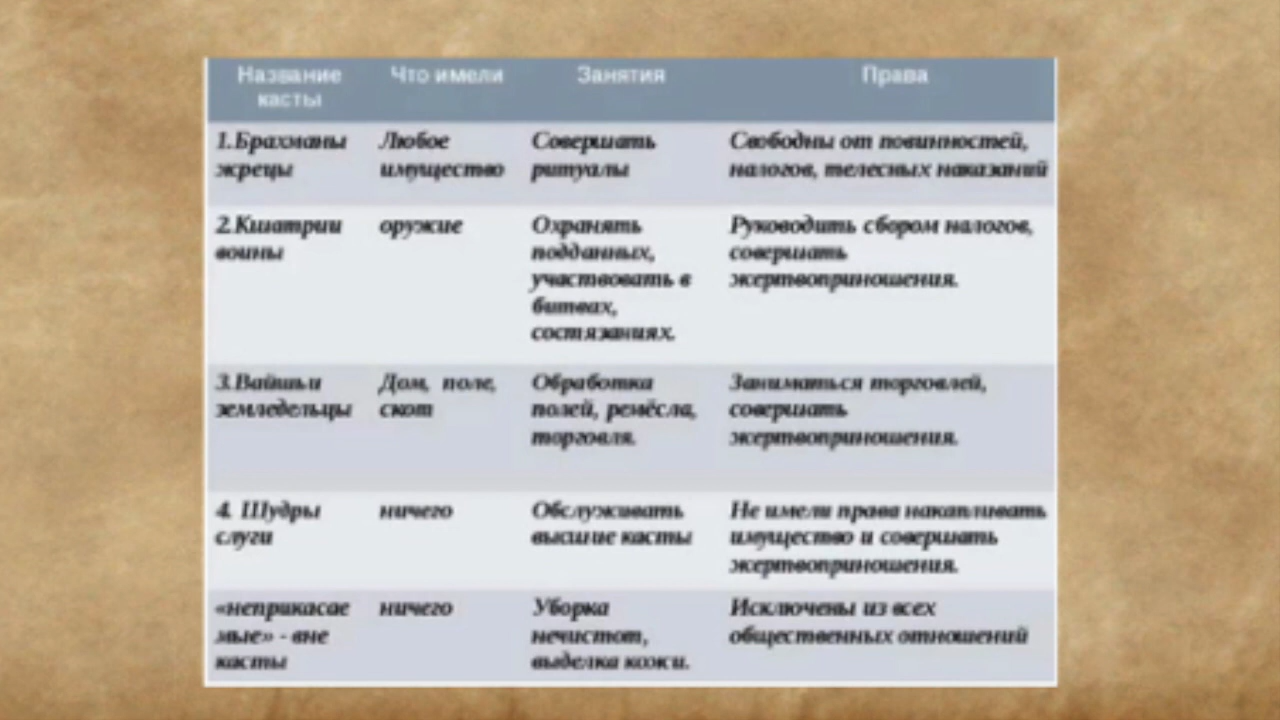 Название касты
Что имели
Занятия
Права
1.Брахманы
жрецы
Любое
имущество
Совершать
ритуалы
Свободны от повинностей,
налогов, телесных наказаний
2.Кшатрии
воины
оружие
Охранять
подданных,
участвовать в
битвах,
состязаниях.
Руководить сбором налогов,
совершать
жертвоприношения.
3.Вайшьи
земледельцы
Дом, поле,
скот
Обработка
полей, ремёсла,
торговля.
Заниматься торговлей,
совершать
жертвоприношения.
4. Шудры
слуги
ничего
Обслуживать
высшие касты
Не имели права накапливать
имущество и совершать
жертвоприношения.
«неприкасае
мые» - вне
касты
ничего
Уборка
нечистот,
выделка кожи.
Исключены из всех
общественных отношений